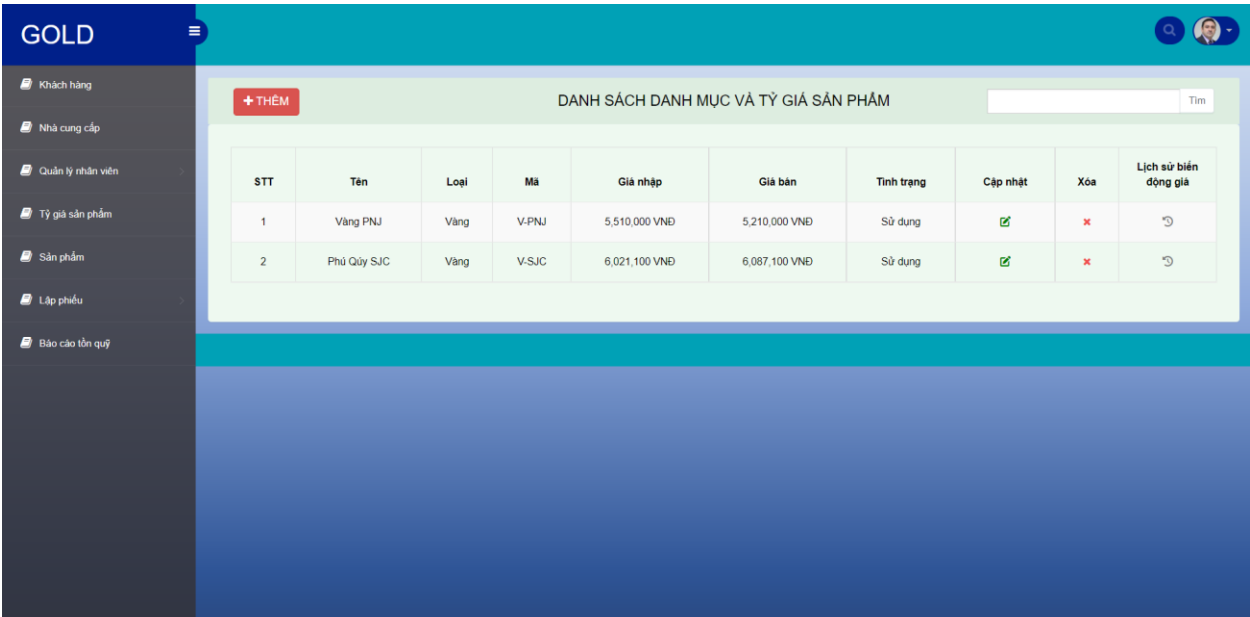 GOLD
Khách hàng
Nhà cung cấp
Quản lý nhân viên
Tỷ giá sản phẩm
Sản phẩm
Lập phiếu
Báo cáo tồn quỹ
THÊM
DANH SÁCH DANH MỤC VÀ TỶ GIÁ SẢN PHẨM
Tìm
STT Tên Loại Mã Giá nhập Giá bán Tình trạng Cập nhật Xóa Lịch sử biến động giá
1 Vàng PNJ Vàng V-PNJ 5,510,000 VNĐ 5,210,000 VNĐ Sử dụng
2 Phú Qúy SJC Vàng V-SJC 6,021,100 VNĐ 6,087,100 VNĐ Sử dụng